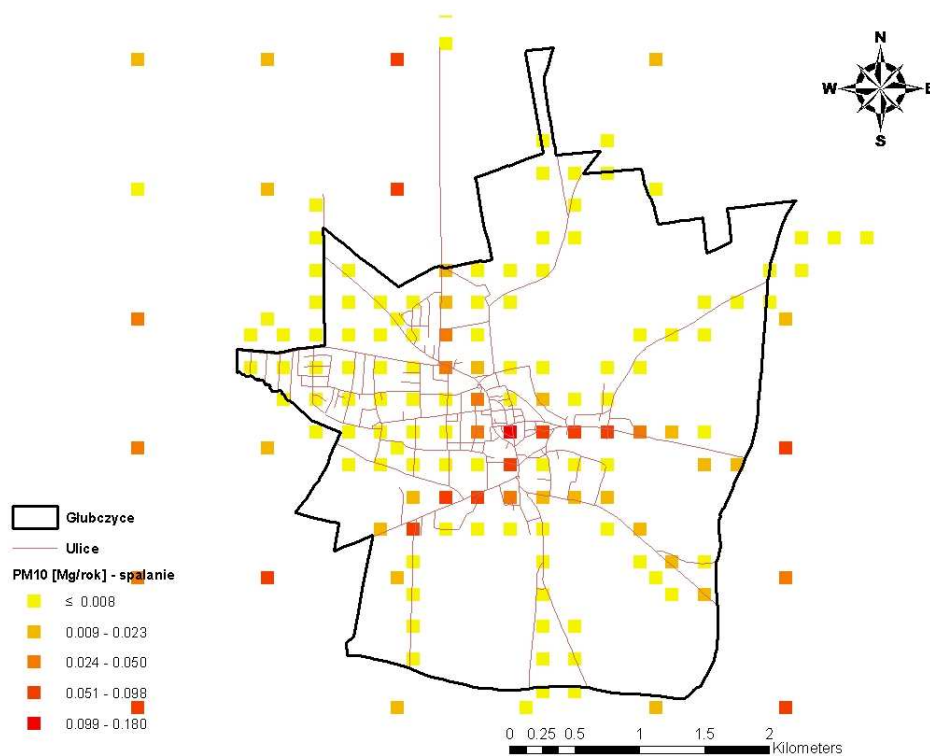 N
W E
S
Głubczyce
Ulice
PM10 [Mg/rok] - spalanie
≤ 0.008
0.009 - 0.023
0.024 - 0.050
0.051 - 0.098
0.099 - 0.180
0 0.25 0.5 1 1.5 2
Kilometers